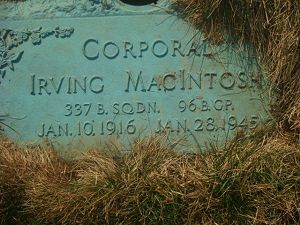 CORPORAL
IRVING MACINTOSH
337 B. SQDN. 96 B. GP.
JAN. 10, 1916 JAN. 28, 1945